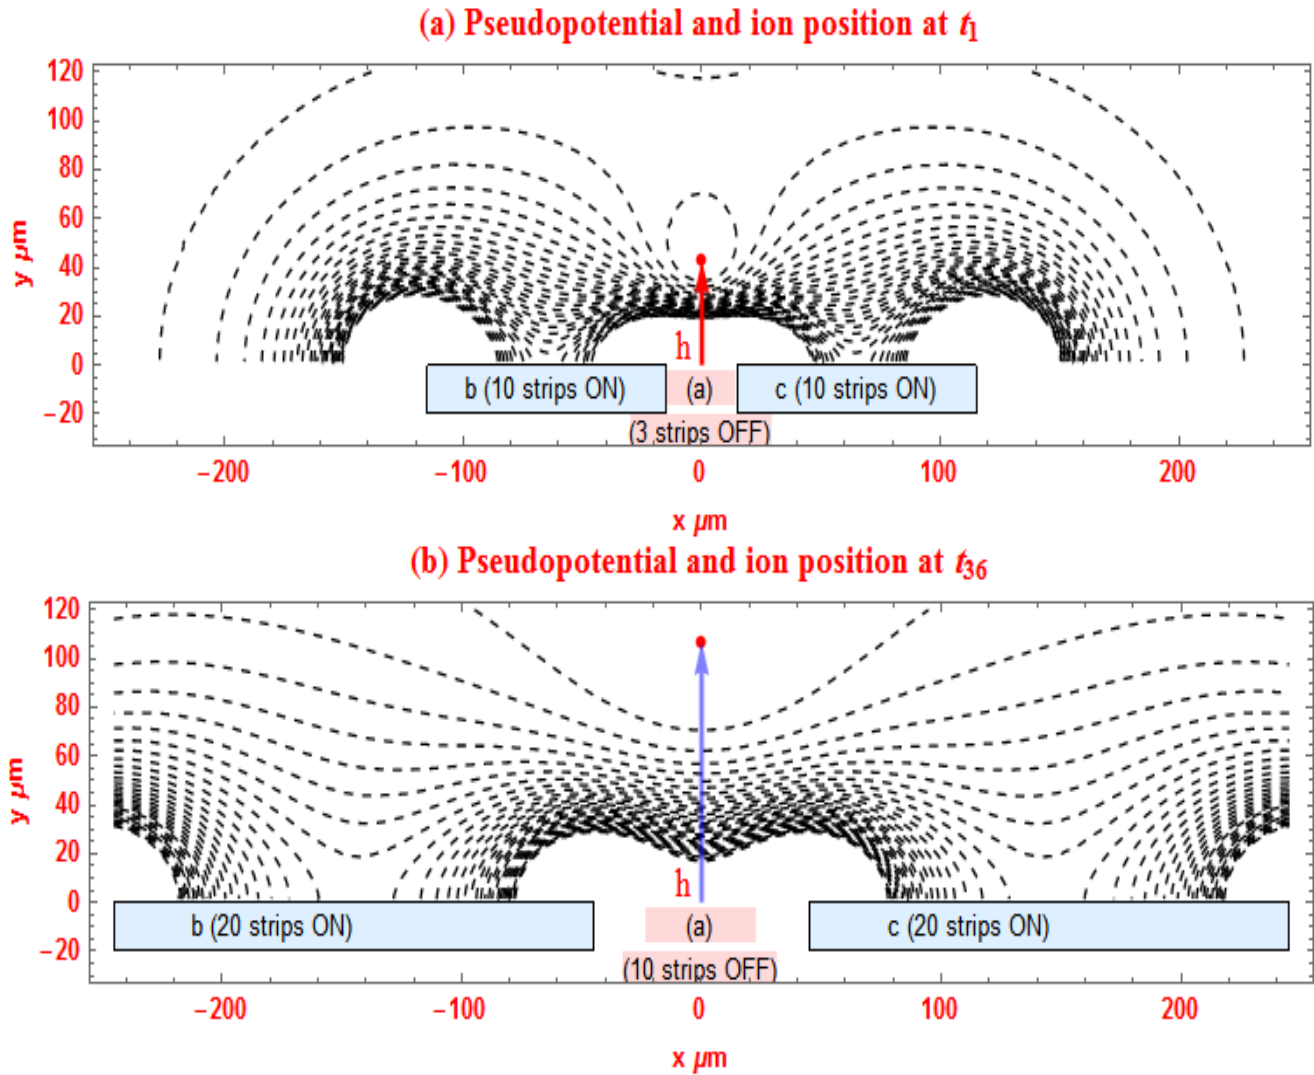 (a) Pseudopotential and ion position at t1
120
100
80
60
40
20
0
−20
y μm
h
b (10 strips ON)
(a)
c (10 strips ON)
(3 strips OFF)
−200
−100
0
100
200
x μm
(b) Pseudopotential and ion position at t36
120
100
80
60
40
20
0
−20
y μm
h
b (20 strips ON)
(a)
c (20 strips ON)
(10 strips OFF)
−200
−100
0
100
200
x μm